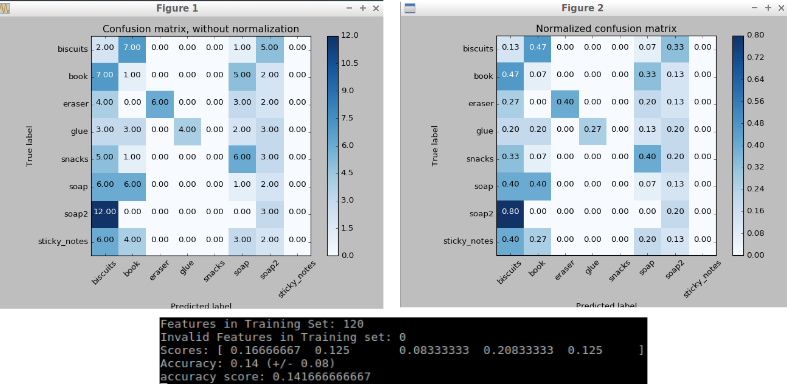 Figure 1
Confusion matrix, without normalization
True label
biscuits 2.00 7.00 0.00 0.00 0.00 1.00 5.00 0.00
book 7.00 1.00 0.00 0.00 0.00 5.00 2.00 0.00
eraser 4.00 0.00 6.00 0.00 0.00 3.00 2.00 0.00
glue 3.00 3.00 0.00 4.00 0.00 2.00 3.00 0.00
snacks 5.00 1.00 0.00 0.00 0.00 6.00 3.00 0.00
soap 6.00 6.00 0.00 0.00 0.00 1.00 2.00 0.00
soap2 12.00 0.00 0.00 0.00 0.00 0.00 3.00 0.00
sticky_notes 6.00 4.00 0.00 0.00 0.00 3.00 2.00 0.00
biscuits book eraser glue snacks soap soap2 sticky_notes
Predicted label
12.0
10.5
9.0
7.5
6.0
4.5
3.0
1.5
0.0
Figure 2
Normalized confusion matrix
True label
biscuits 0.13 0.47 0.00 0.00 0.00 0.07 0.33 0.00
book 0.47 0.07 0.00 0.00 0.00 0.33 0.13 0.00
eraser 0.27 0.00 0.40 0.00 0.00 0.20 0.13 0.00
glue 0.20 0.20 0.00 0.27 0.00 0.13 0.20 0.00
snacks 0.33 0.07 0.00 0.00 0.00 0.40 0.20 0.00
soap 0.40 0.40 0.00 0.00 0.00 0.07 0.13 0.00
soap2 0.80 0.00 0.00 0.00 0.00 0.00 0.20 0.00
sticky_notes 0.40 0.27 0.00 0.00 0.00 0.20 0.13 0.00
biscuits book eraser glue snacks soap soap2 sticky_notes
Predicted label
0.80
0.72
0.64
0.56
0.48
0.40
0.32
0.24
0.16
0.08
0.00
Features in Training Set: 120
Invalid Features in Training set: 0
Scores: [ 0.16666667 0.125 0.08333333 0.20833333 0.125 ]
Accuracy: 0.14 (+/- 0.08)
accuracy score: 0.141666666667